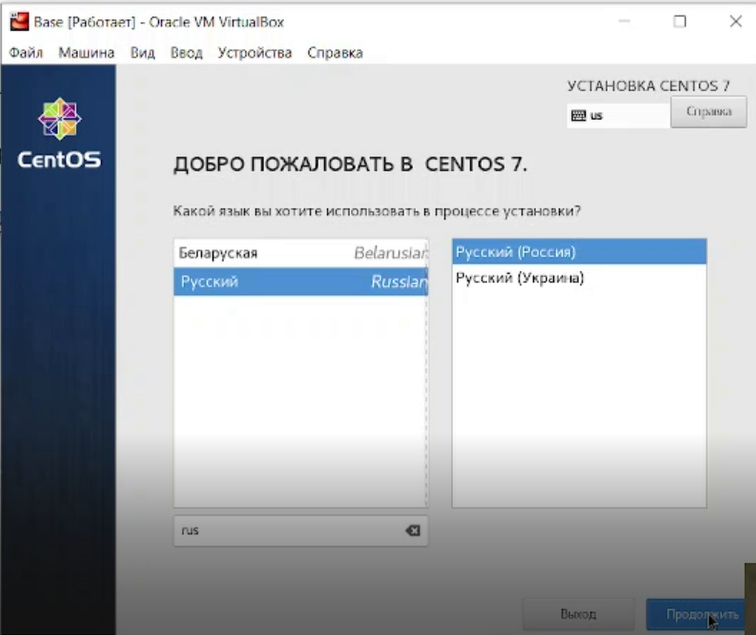 Base [Работает] - Oracle VM VirtualBox
Файл Машина Вид Ввод Устройства Справка
УСТАНОВКА CENTOS 7
us Справка
CentOS
ДОБРО ПОЖАЛОВАТЬ В CENTOS 7.
Какой язык вы хотите использовать в процессе установки?
Беларуская Belarusian Русский (Россия)
Русский Russian Русский (Украина)
rus
Выход Продолжить